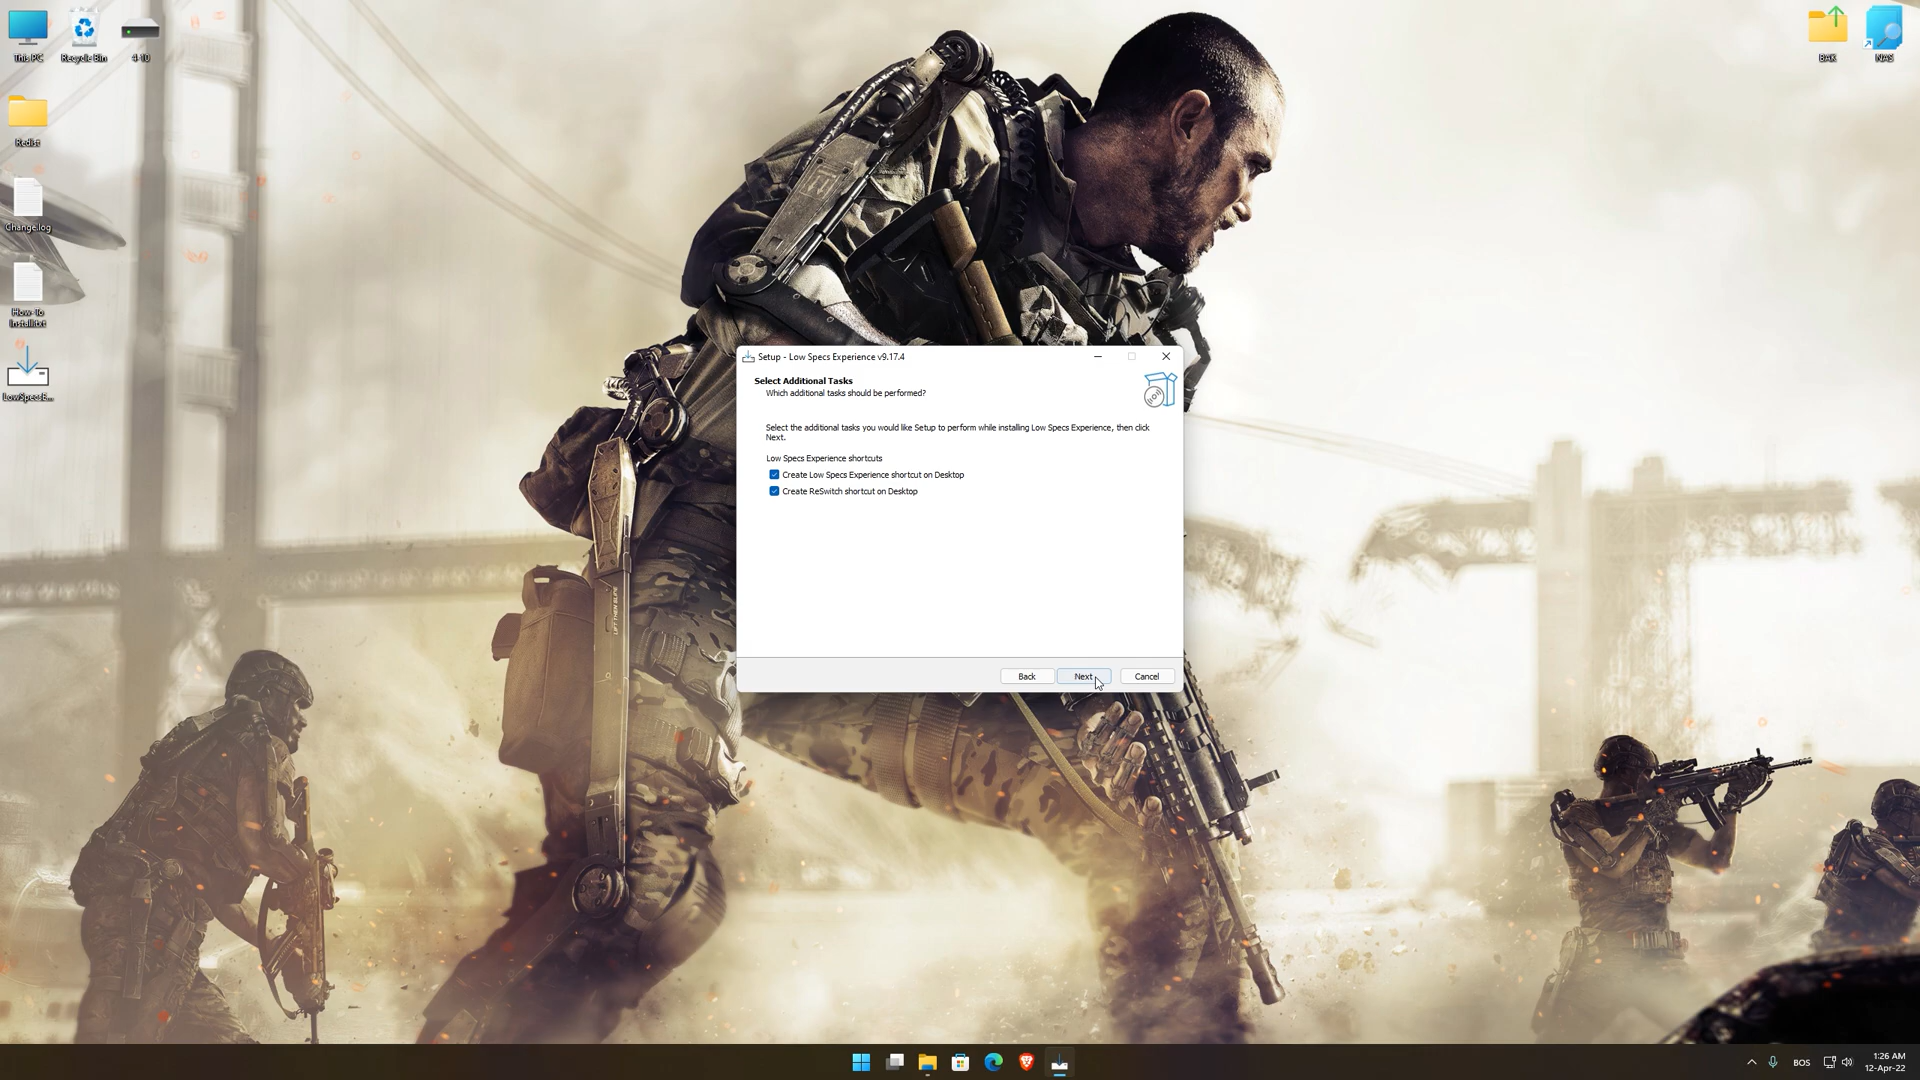 This PC
Recycle Bin
4-10
BAK
NAS
Redist
Change.log
How-To
Install.txt
LowSpecsE...
Setup - Low Specs Experience v9.17.4
Select Additional Tasks
Which additional tasks should be performed?
Select the additional tasks you would like Setup to perform while installing Low Specs Experience, then click
Next.
Low Specs Experience shortcuts
Create Low Specs Experience shortcut on Desktop
Create ReSwitch shortcut on Desktop
Back
Next
Cancel
BOS
1:26 AM
12-Apr-22